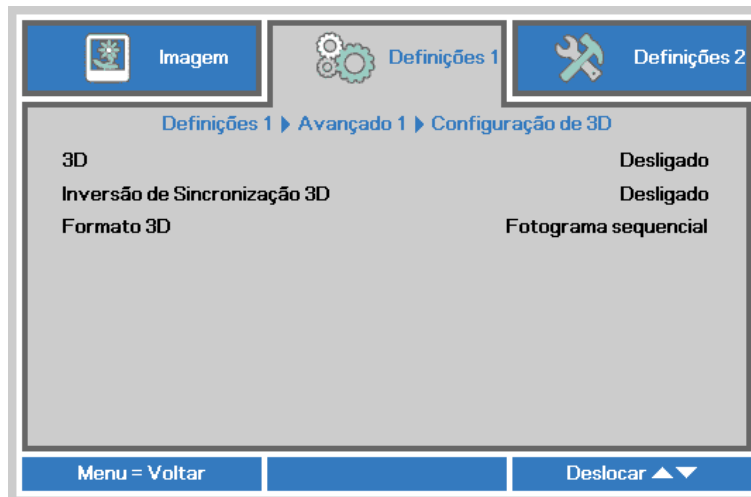 Imagem
Definições 1
Definições 2
Definições 1 ▶ Avançado 1 ▶ Configuração de 3D
3D Desligado
Inversão de Sincronização 3D Desligado
Formato 3D Fotograma sequencial
Menu = Voltar
Deslocar ▲▼